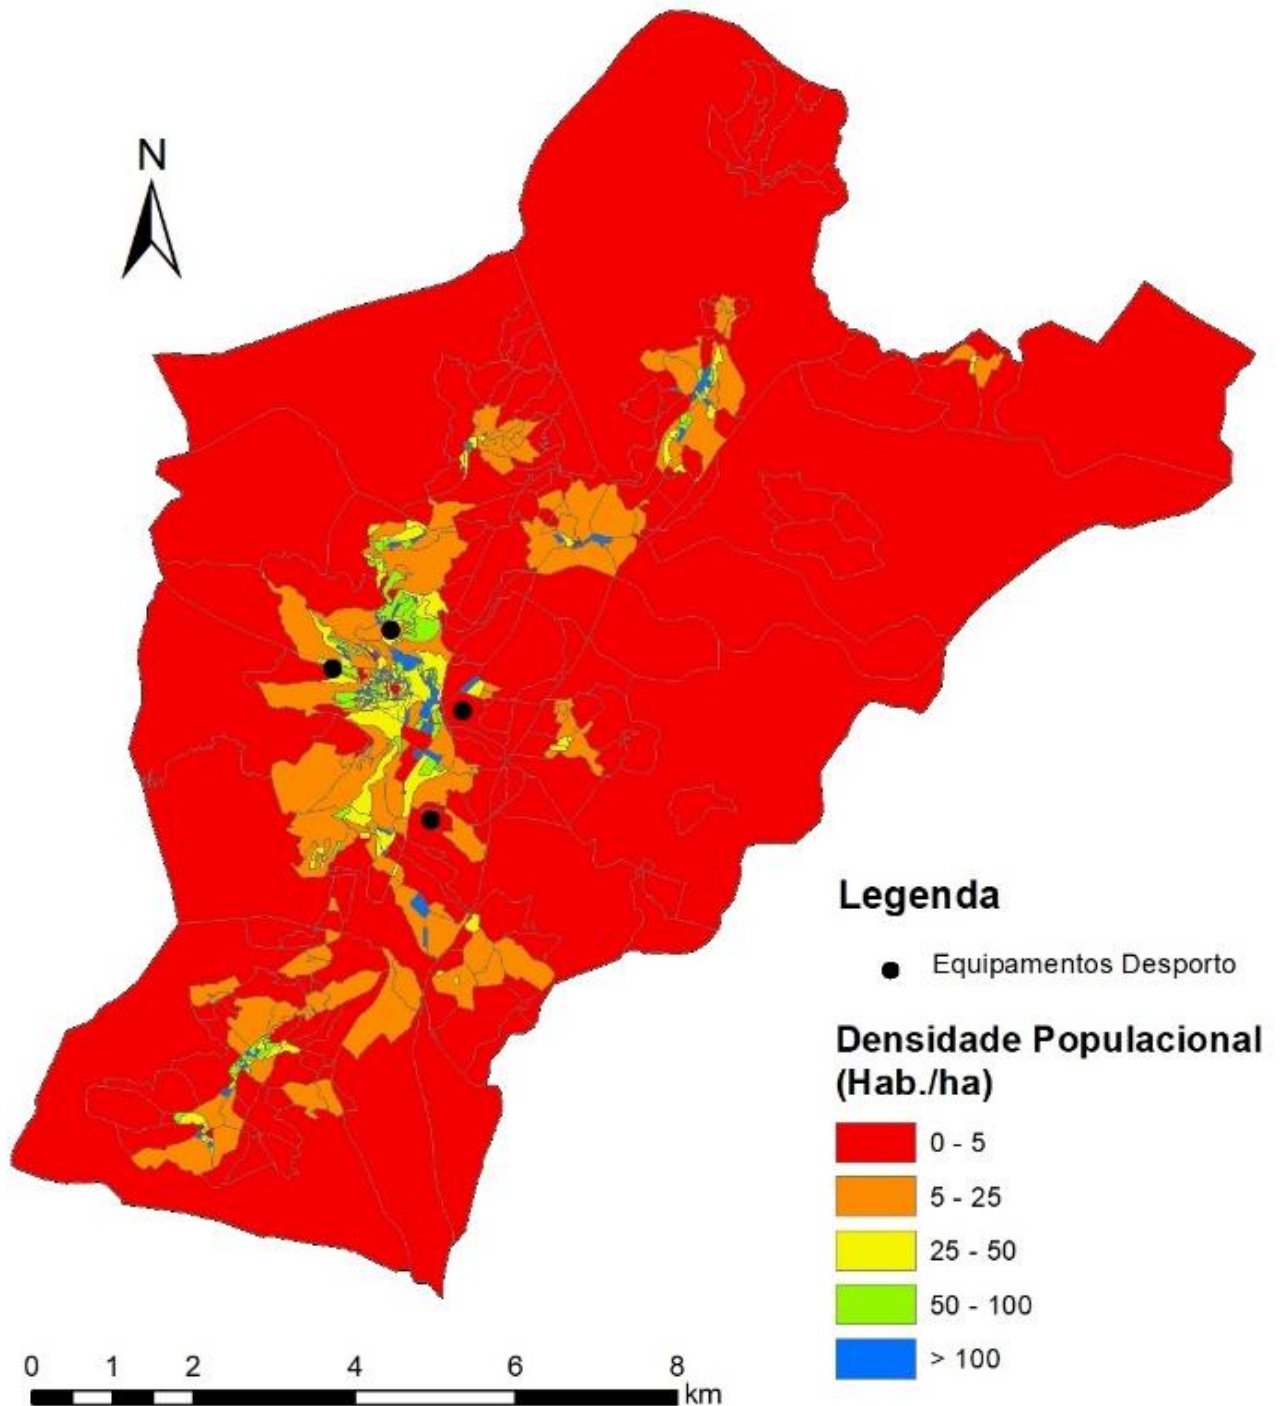 N
Legenda
Equipamentos Desporto
Densidade Populacional
(Hab./ha)
0 - 5
5 - 25
25 - 50
50 - 100
> 100
0 1 2 4 6 8
km